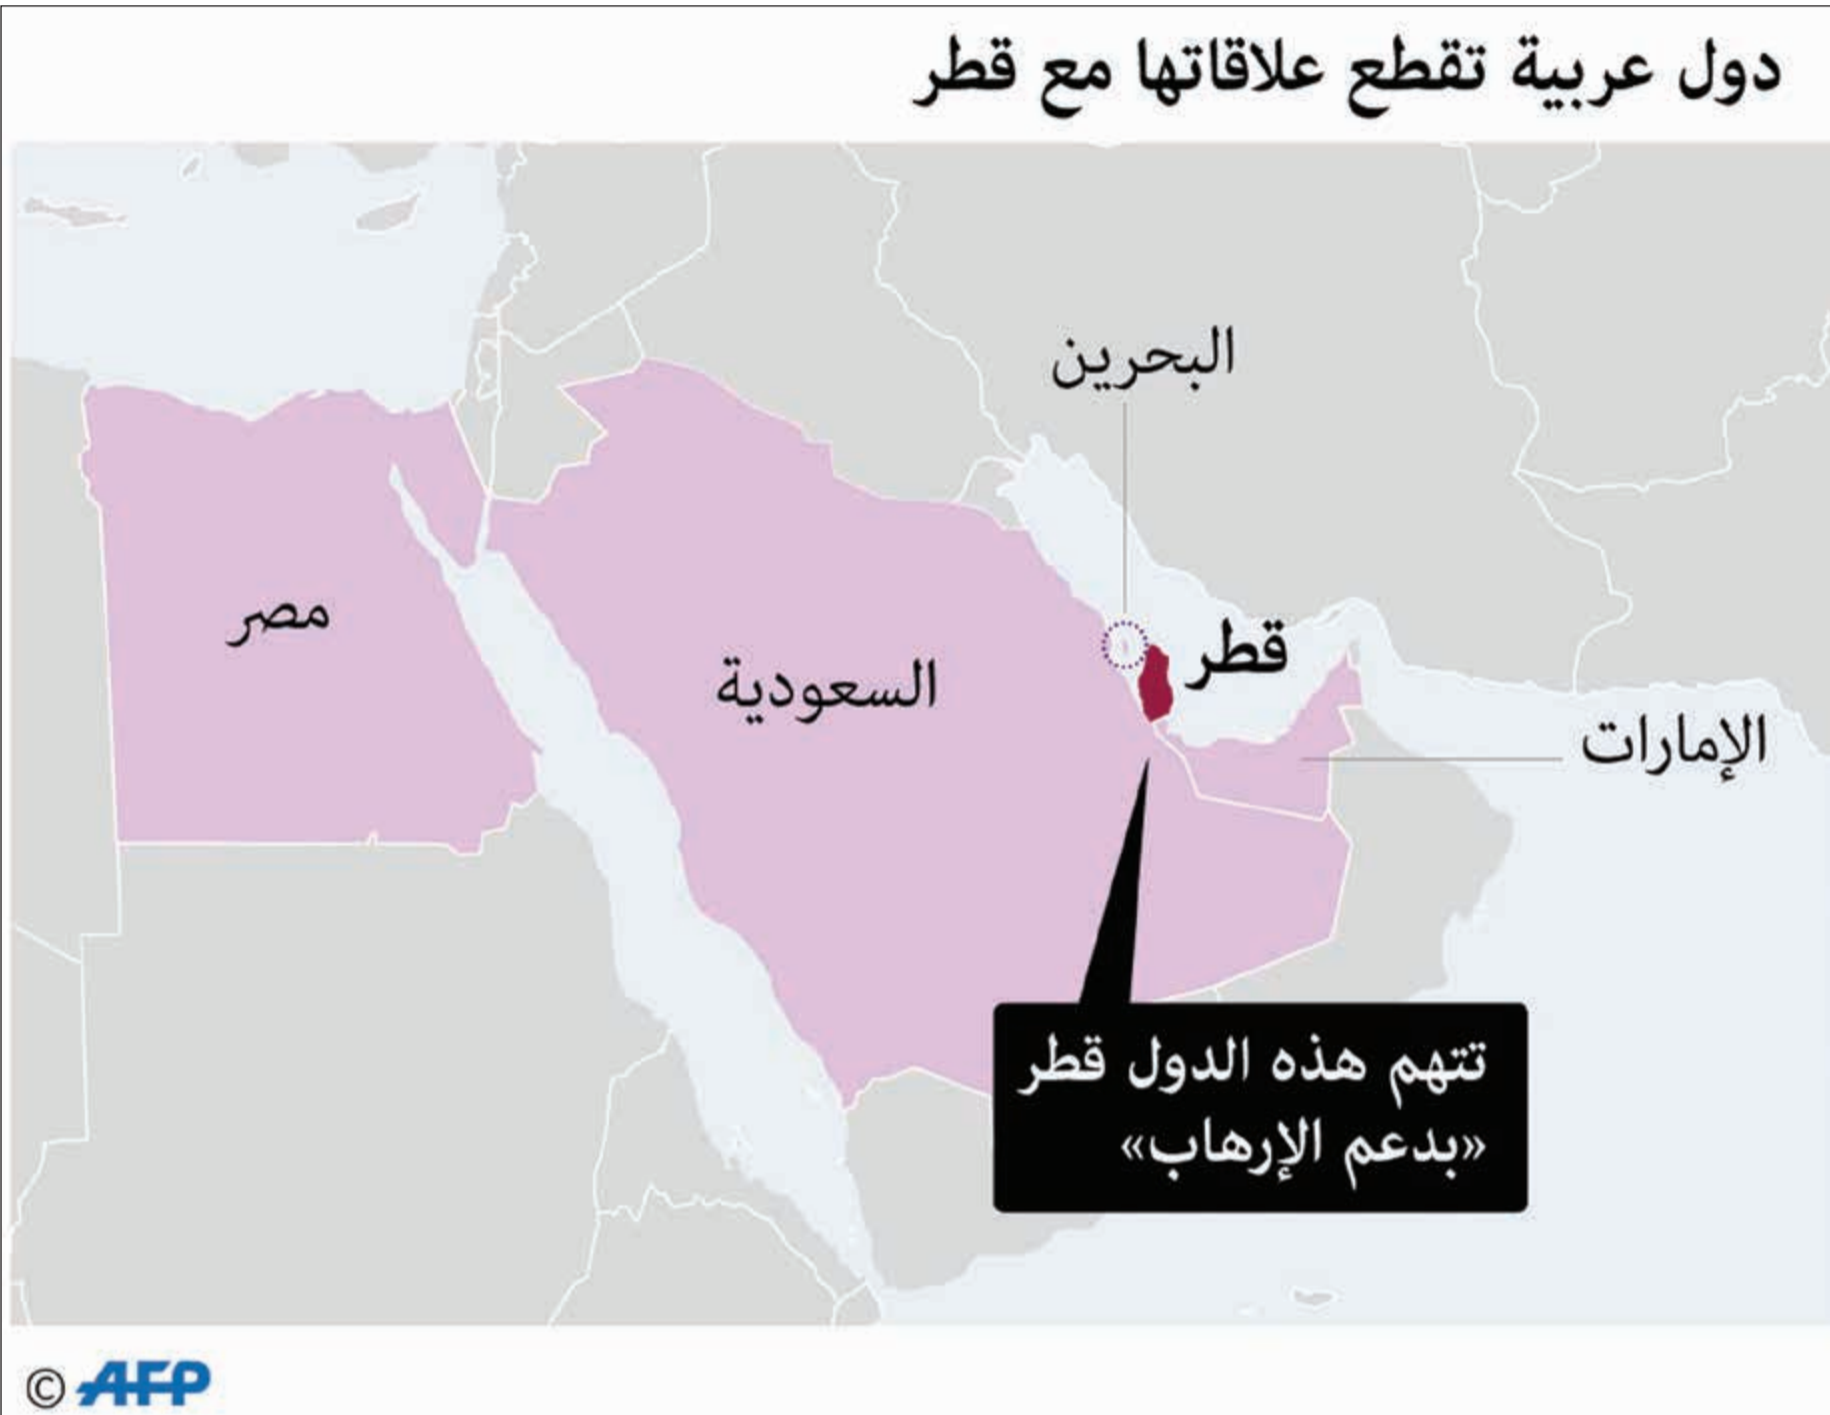 دول عربية تقطع علاقاتها مع قطر
البحرين
مصر
السعودية
قطر
الإمارات
تتهم هذه الدول قطر
«بدعم الإرهاب»
© AFP